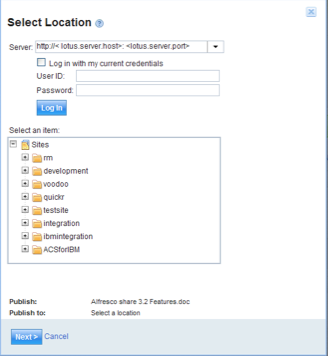 Select Location
Server: http://< lotus.server.host>: <lotus.server.port>
Log in with my current credentials
User ID:
Password:
Log In
Select an item:
Sites
rm
development
voodoo
quickr
testsite
integration
ibmintegration
ACSforIBM
Publish: Alfresco share 3.2 Features.doc
Publish to: Select a location
Next > Cancel